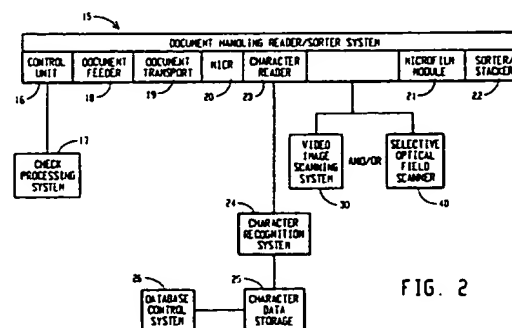 15
DOCUMENT HANDLING READER/SORTER SYSTEM
CONTROL UNIT
DOCUMENT FEEDER
DOCUMENT TRANSPORT
MICR
CHARACTER READER
MICROFILM MODULE
SORTER/ STACKER
16
18
19
20
23
21
22
17
CHECK PROCESSING SYSTEM
VIDEO IMAGE SCANNING SYSTEM
AND/OR
SELECTIVE OPTICAL FIELD SCANNER
30
40
24
CHARACTER RECOGNITION SYSTEM
26
25
DATABASE CONTROL SYSTEM
CHARACTER DATA STORAGE
FIG. 2